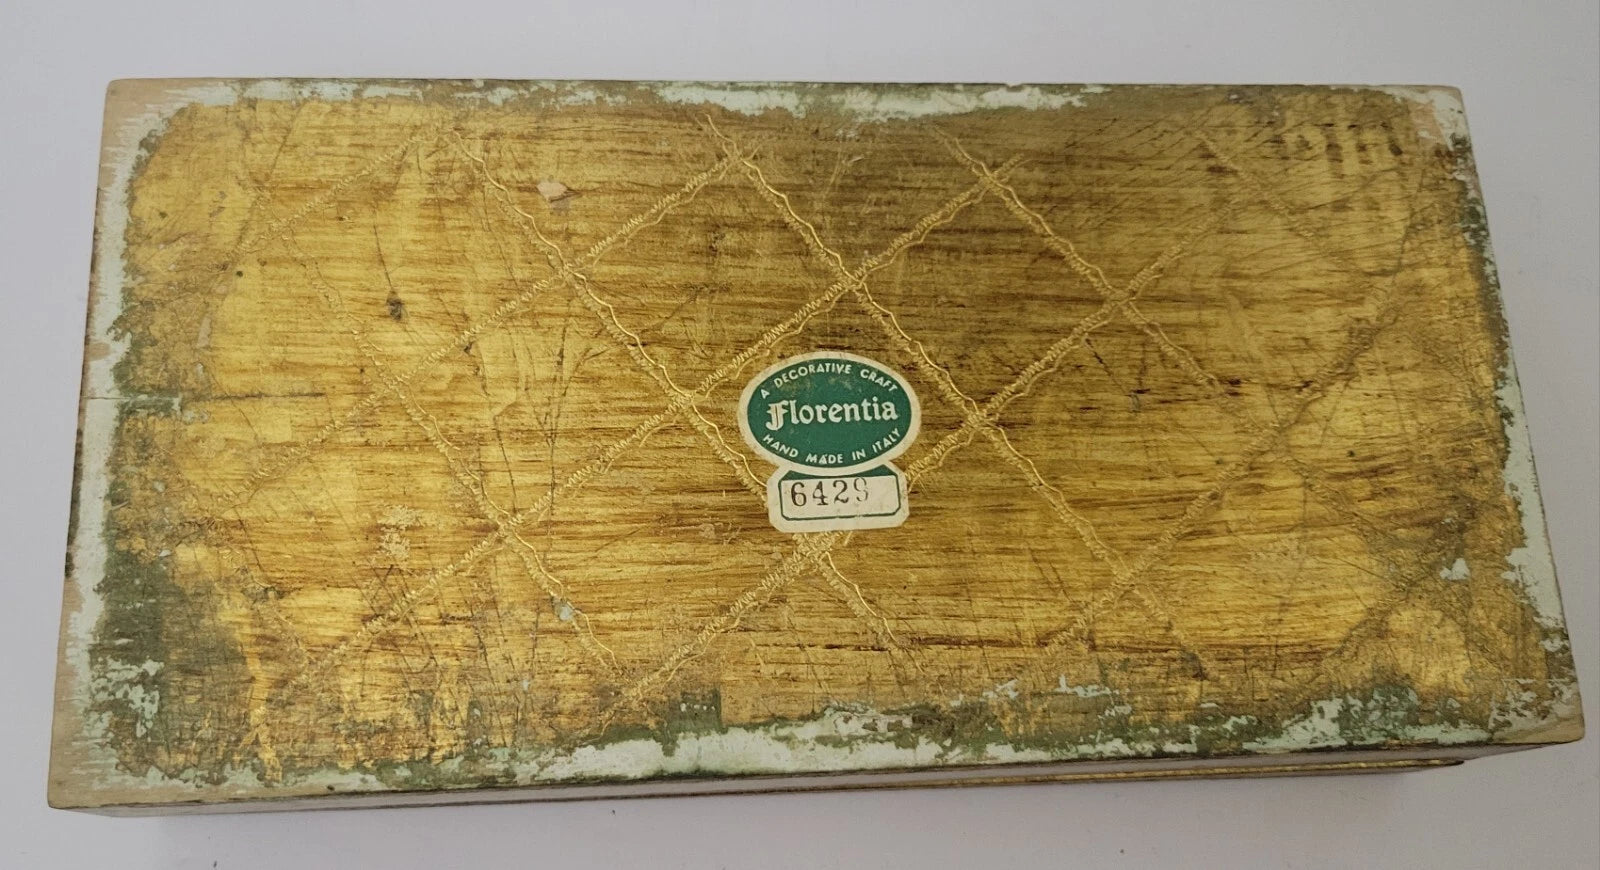 A DECORATIVE CRAFT
Florentia
HAND MADE IN ITALY
6429